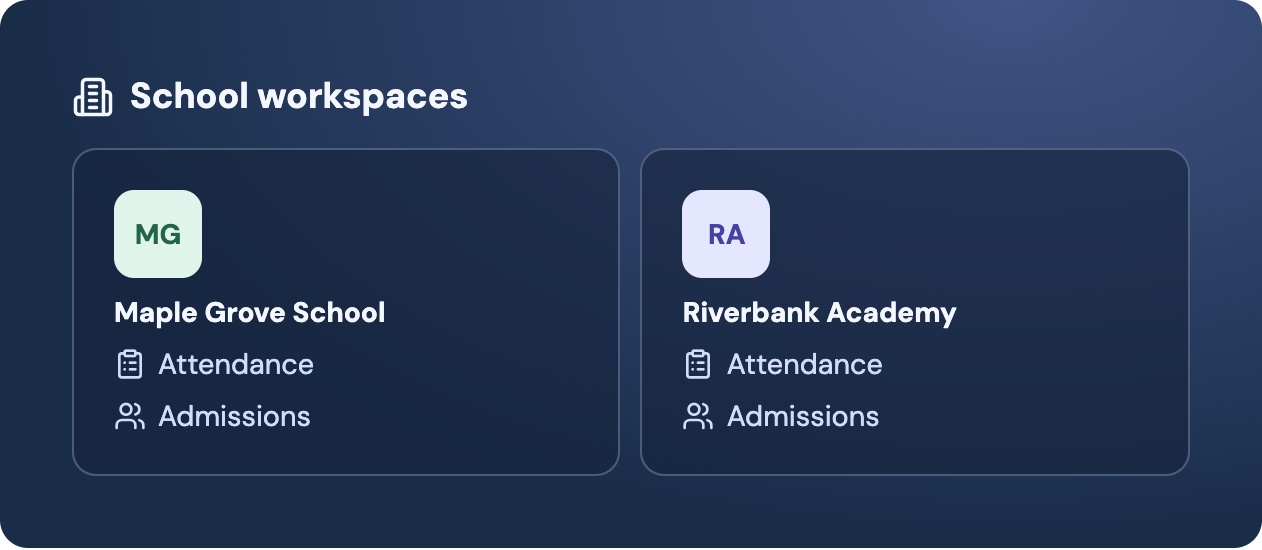 School workspaces
MG
Maple Grove School
Attendance
Admissions
RA
Riverbank Academy
Attendance
Admissions